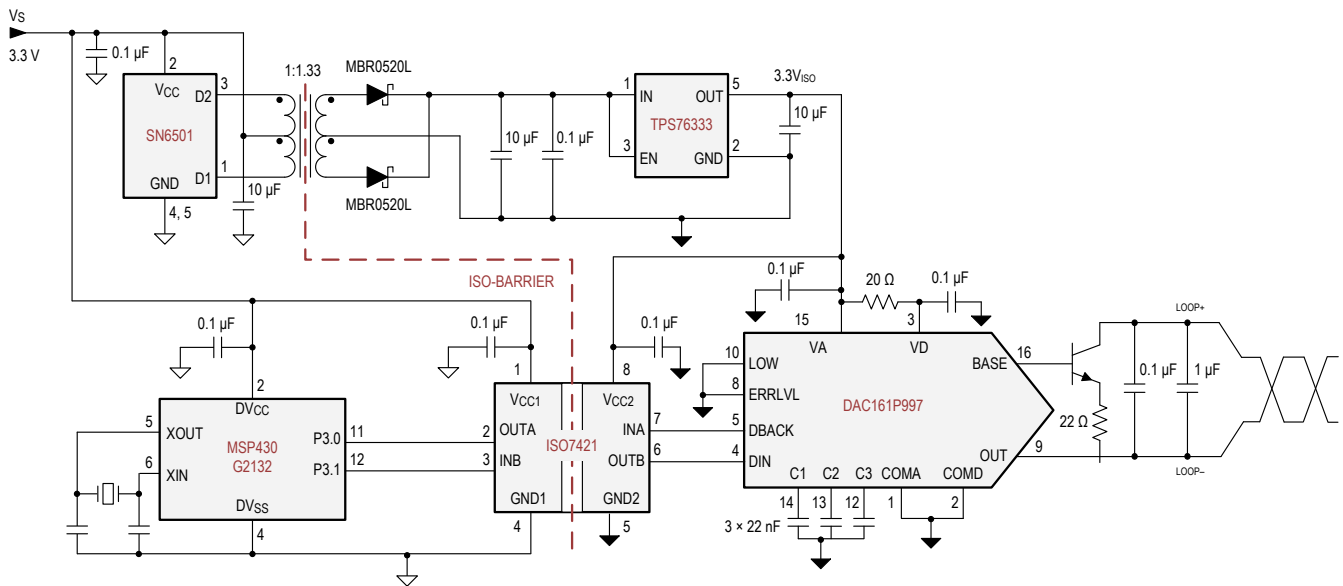 VS
3.3 V
0.1 µF
2
VCC
D2
3
SN6501
D1
1
GND
4, 5
10 µF
1:1.33
MBR0520L
MBR0520L
10 µF
0.1 µF
1
IN
OUT
5
TPS76333
3
EN
GND
2
3.3VISO
10 µF
ISO-BARRIER
0.1 µF
20 Ω
0.1 µF
0.1 µF
0.1 µF
0.1 µF
2
DVCC
5
XOUT
P3.0
11
MSP430
G2132
6
XIN
P3.1
12
DVSS
4
1
8
VCC1
VCC2
2
OUTA
INA
7
ISO7421
3
INB
OUTB
6
GND1
GND2
4
5
15
3
VA
VD
10
LOW
BASE
16
8
ERRLVL
DAC161P997
5
DBACK
4
DIN
OUT
9
C1
C2
C3
COMA
COMD
14
13
12
1
2
3 × 22 nF
22 Ω
0.1 µF
1 µF
LOOP+
LOOP–